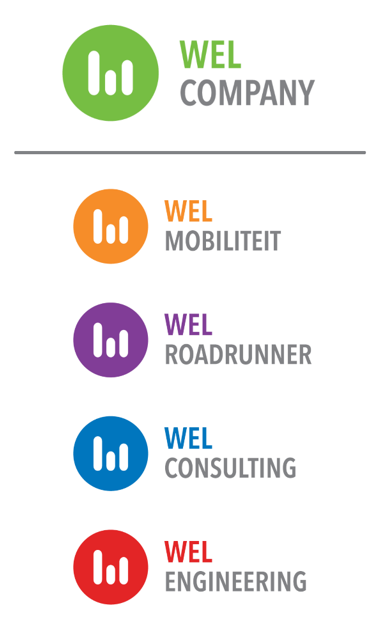 WEL
COMPANY
WEL
MOBILITEIT
WEL
ROADRUNNER
WEL
CONSULTING
WEL
ENGINEERING